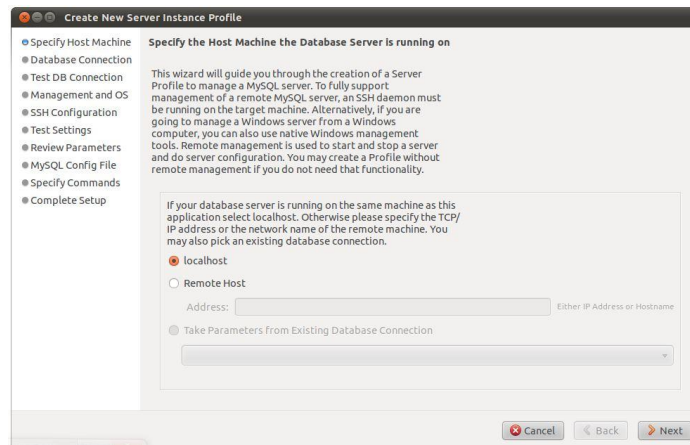 Create New Server Instance Profile
Specify Host Machine
Database Connection
Test DB Connection
Management and OS
SSH Configuration
Test Settings
Review Parameters
MySQL Config File
Specify Commands
Complete Setup
Specify the Host Machine the Database Server is running on
This wizard will guide you through the creation of a Server
Profile to manage a MySQL server. To fully support
management of a remote MySQL server, an SSH daemon must
be running on the target machine. Alternatively, if you are
going to manage a Windows server from a Windows
computer, you can also use native Windows management
tools. Remote management is used to start and stop a server
and do server configuration. You may create a Profile without
remote management if you do not need that functionality.
If your database server is running on the same machine as this
application select localhost. Otherwise please specify the TCP/
IP address or the network name of the remote machine. You
may also pick an existing database connection.
localhost
Remote Host
Address:
Either IP Address or Hostname
Take Parameters from Existing Database Connection
Cancel
Back
Next